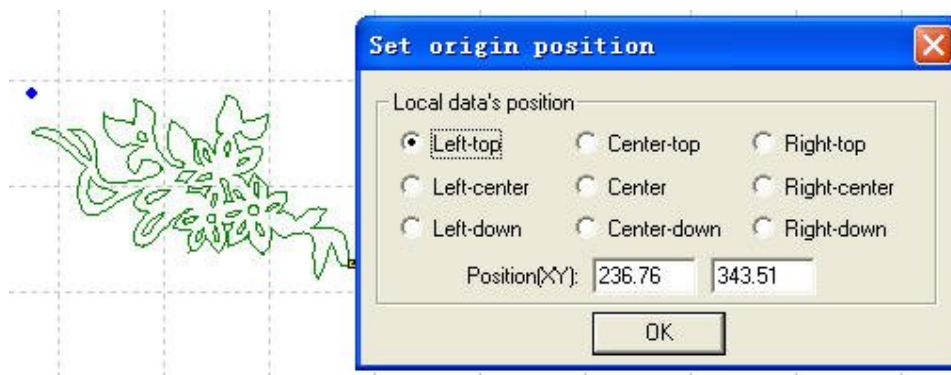 Set origin position
Local data's position
Left-top Center-top Right-top
Left-center Center Right-center
Left-down Center-down Right-down
Position(XY): 236.76 343.51
OK